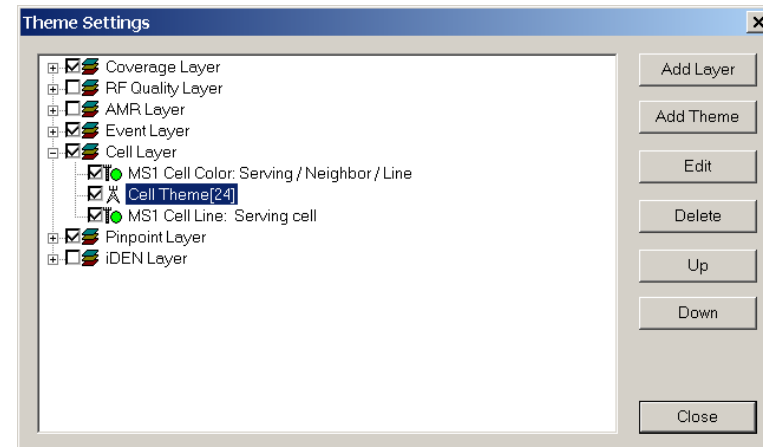 Theme Settings
Coverage Layer
RF Quality Layer
AMR Layer
Event Layer
Cell Layer
MS1 Cell Color: Serving / Neighbor / Line
Cell Theme[24]
MS1 Cell Line: Serving cell
Pinpoint Layer
iDEN Layer
Add Layer
Add Theme
Edit
Delete
Up
Down
Close